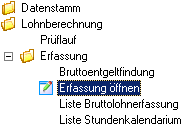 Datenstamm
Lohnberechnung
Prüflauf
Erfassung
Bruttoentgeltfindung
Erfassung öffnen
Liste Bruttolohnerfassung
Liste Stundenkalendarium